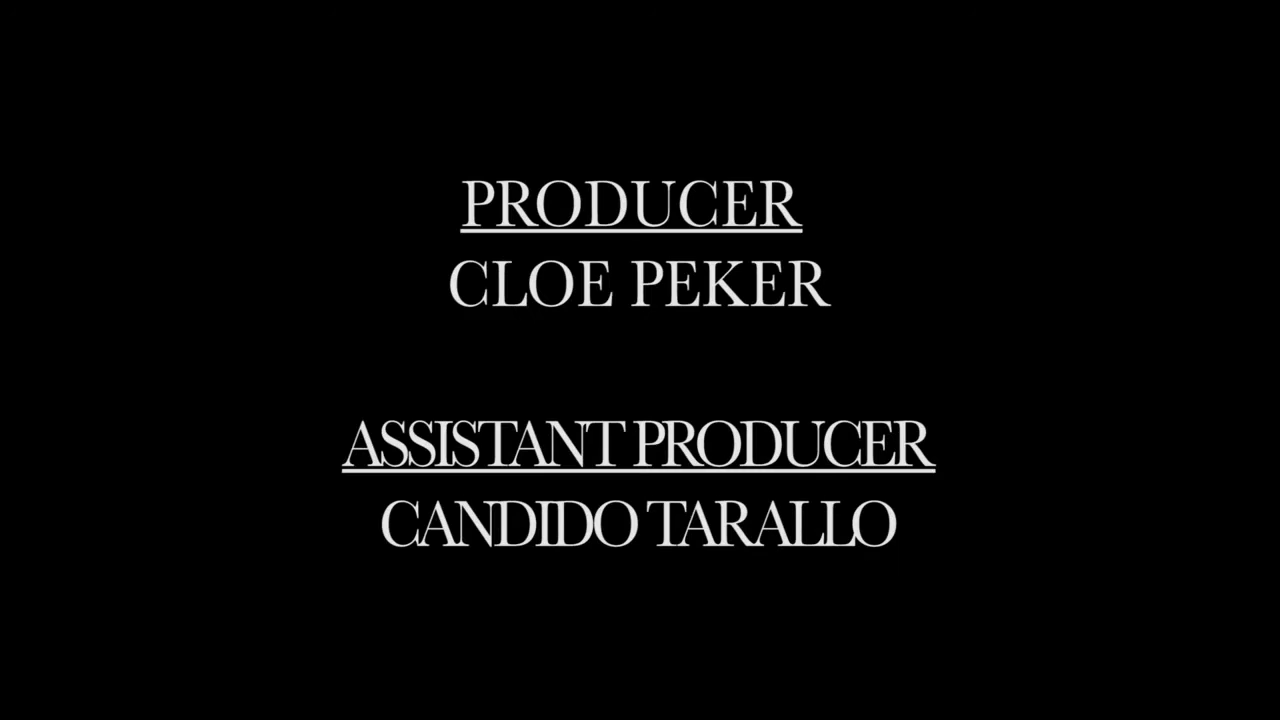 PRODUCER
CLOE PEKER
ASSISTANT PRODUCER
CANDIDO TARALLO